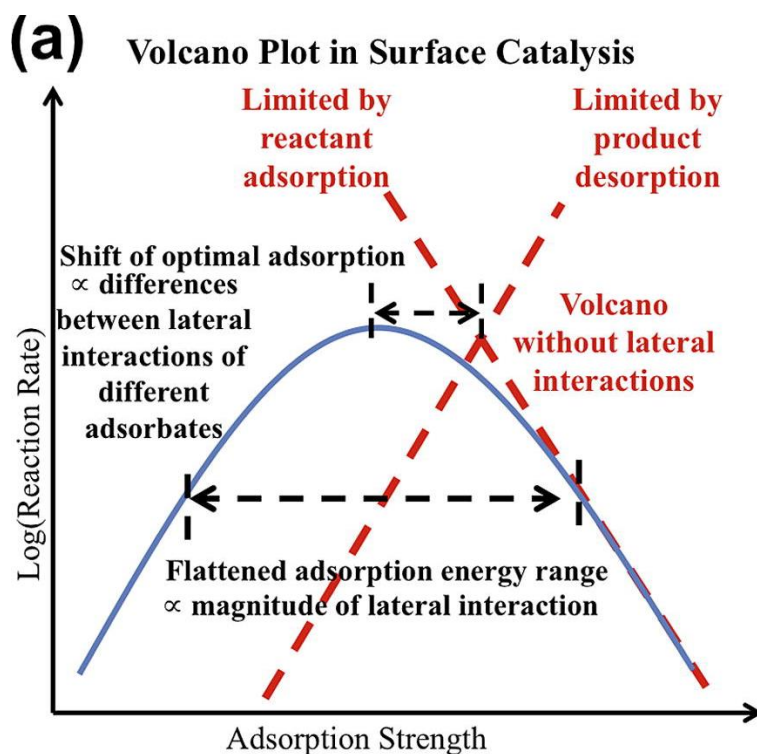 (a)
Volcano Plot in Surface Catalysis
Limited by
reactant
adsorption
Limited by
product
desorption
Shift of optimal adsorption
∝ differences
between lateral
interactions of
different
adsorbates
Volcano
without lateral
interactions
Flattened adsorption energy range
∝ magnitude of lateral interaction
Log(Reaction Rate)
Adsorption Strength